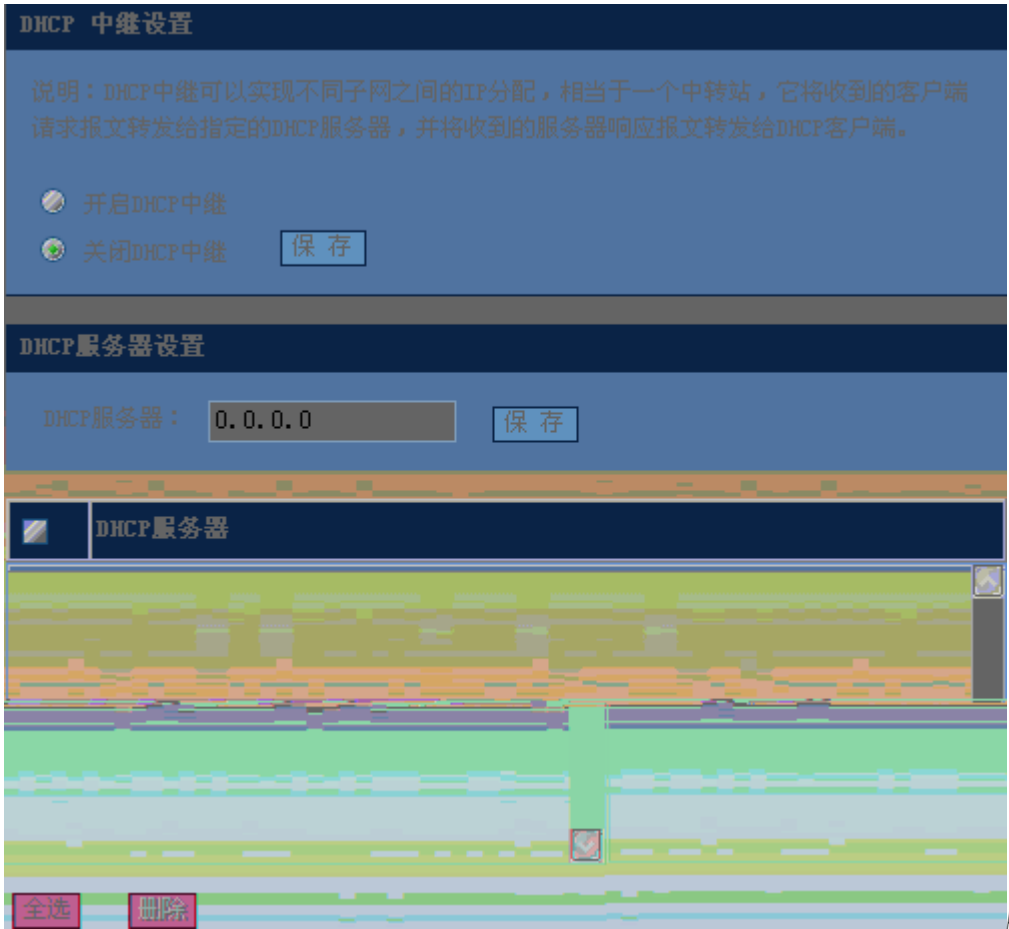 DHCP 中继设置
说明：DHCP中继可以实现不同子网之间的IP分配，相当于一个中转站，它将收到的客户端
请求报文转发给指定的DHCP服务器，并将收到的服务器响应报文转发给DHCP客户端。
开启DHCP中继
关闭DHCP中继 保 存
DHCP服务器设置
DHCP服务器： 0.0.0.0 保 存
DHCP服务器
全选 删除